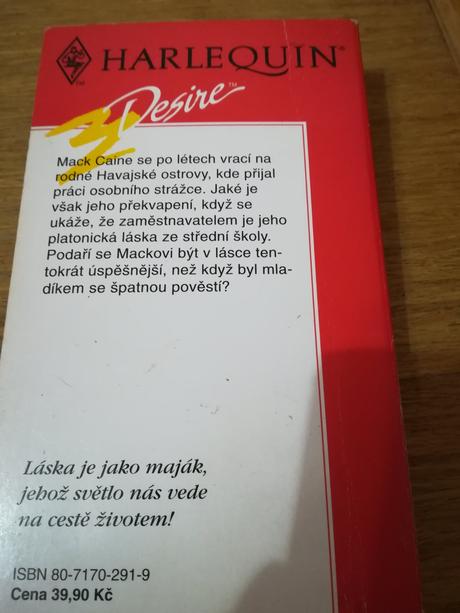 HARLEQUIN®
™
Desire™
Mack Caine se po létech vrací na
rodné Havajské ostrovy, kde přijal
práci osobního strážce. Jaké je
však jeho překvapení, když se
ukáže, že zaměstnavatelem je jeho
platonická láska ze střední školy.
Podaří se Mackovi být v lásce ten-
tokrát úspěšnější, než když byl mla-
díkem se špatnou pověstí?
Láska je jako maják,
jehož světlo nás vede
na cestě životem!
ISBN 80-7170-291-9
Cena 39,90 Kč